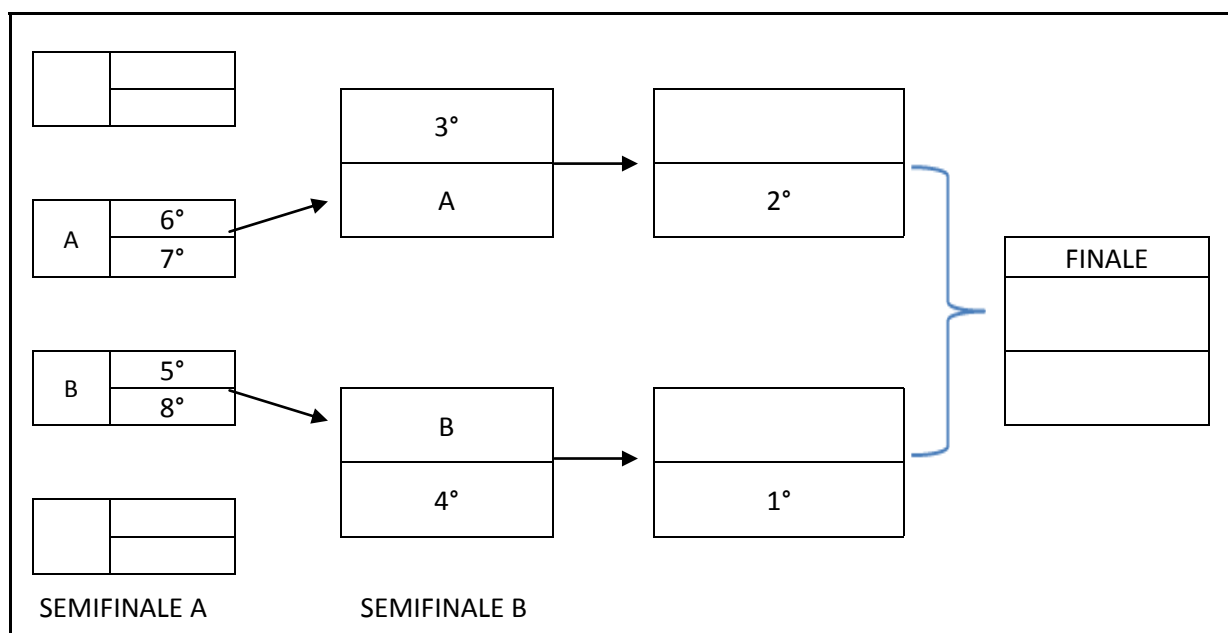 3°
A
6°
7°
A
2°
FINALE
B
5°
8°
B
4°
1°
SEMIFINALE A
SEMIFINALE B